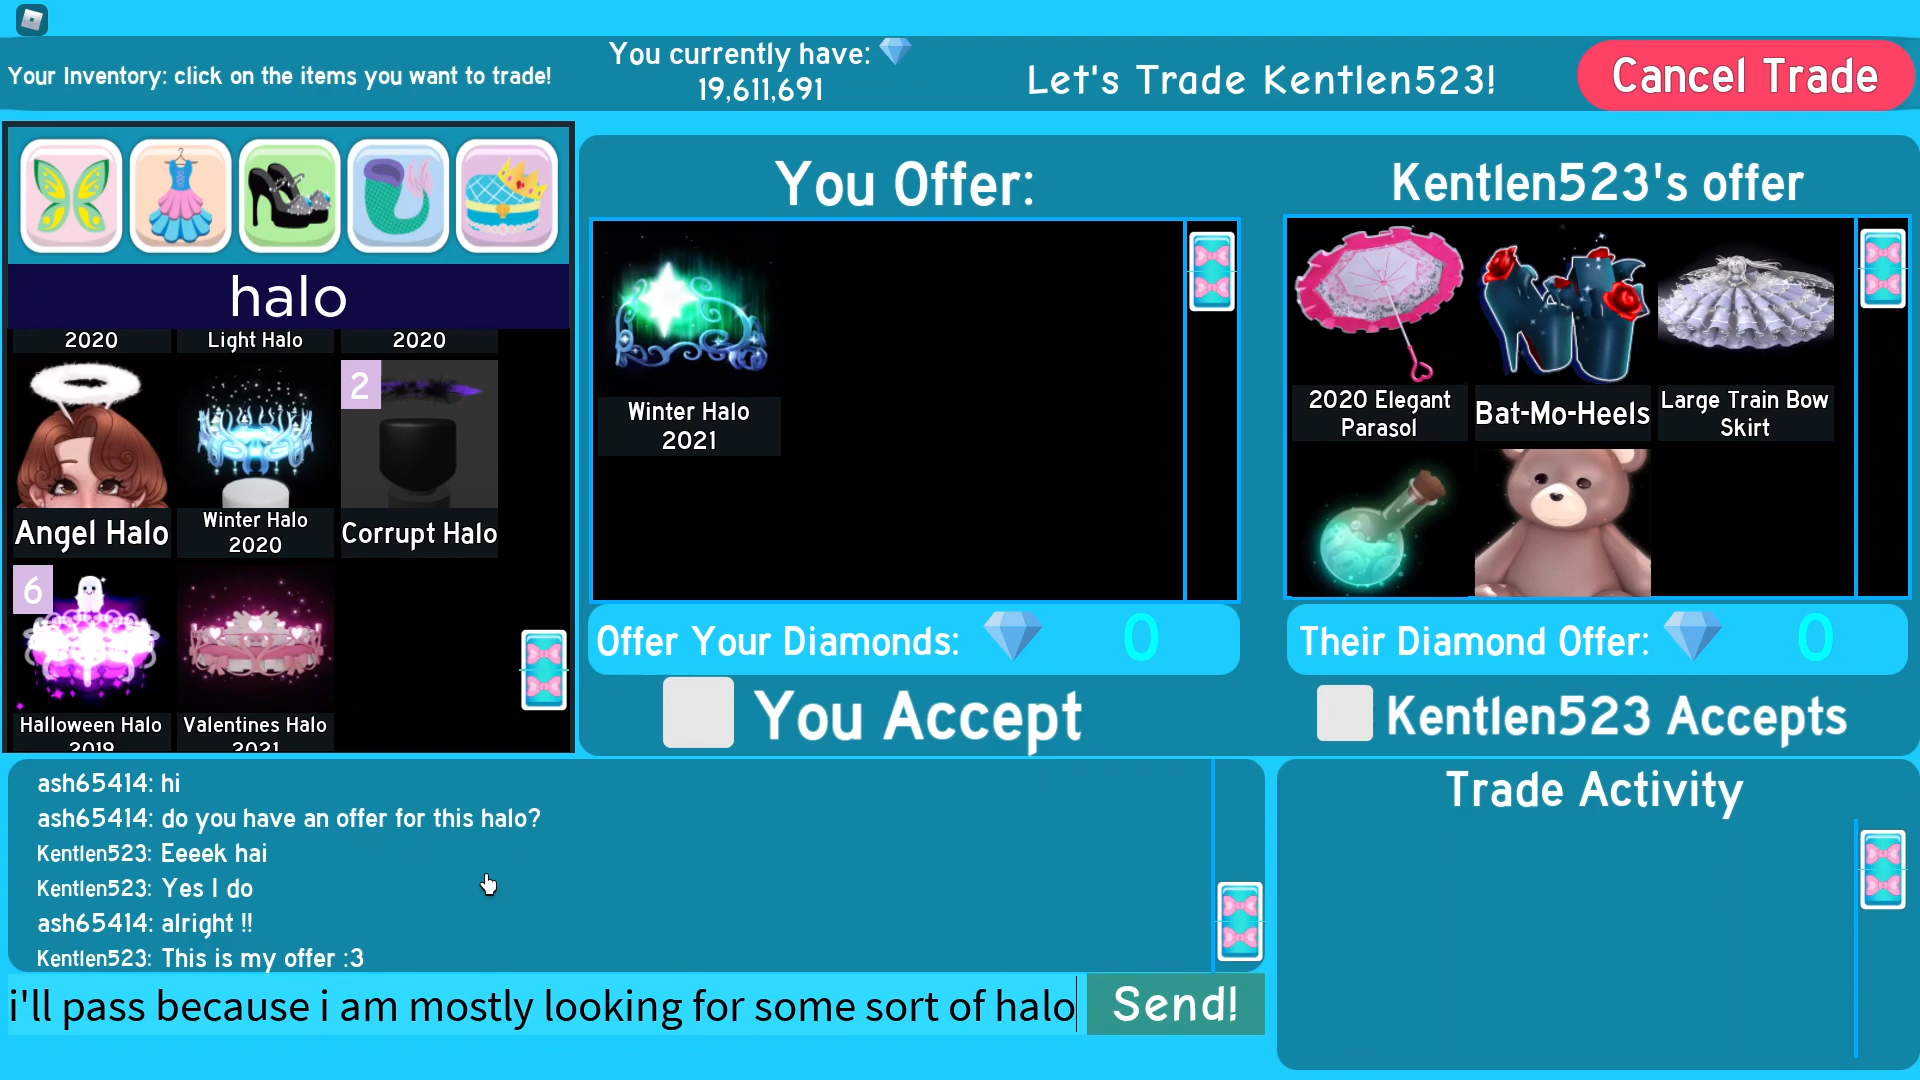 Your Inventory: click on the items you want to trade!
You currently have:
19,611,691
Let's Trade Kentlen523!
Cancel Trade
halo
2020
Light Halo
2020
Angel Halo
Winter Halo
2020
2
Corrupt Halo
6
Halloween Halo
2019
Valentines Halo
2021
You Offer:
Winter Halo
2021
Offer Your Diamonds:
0
You Accept
Kentlen523's offer
2020 Elegant
Parasol
Bat-Mo-Heels
Large Train Bow
Skirt
Their Diamond Offer:
0
Kentlen523 Accepts
ash65414: hi
ash65414: do you have an offer for this halo?
Kentlen523: Eeeek hai
Kentlen523: Yes I do
ash65414: alright !!
Kentlen523: This is my offer :3
i'll pass because i am mostly looking for some sort of halo
Send!
Trade Activity